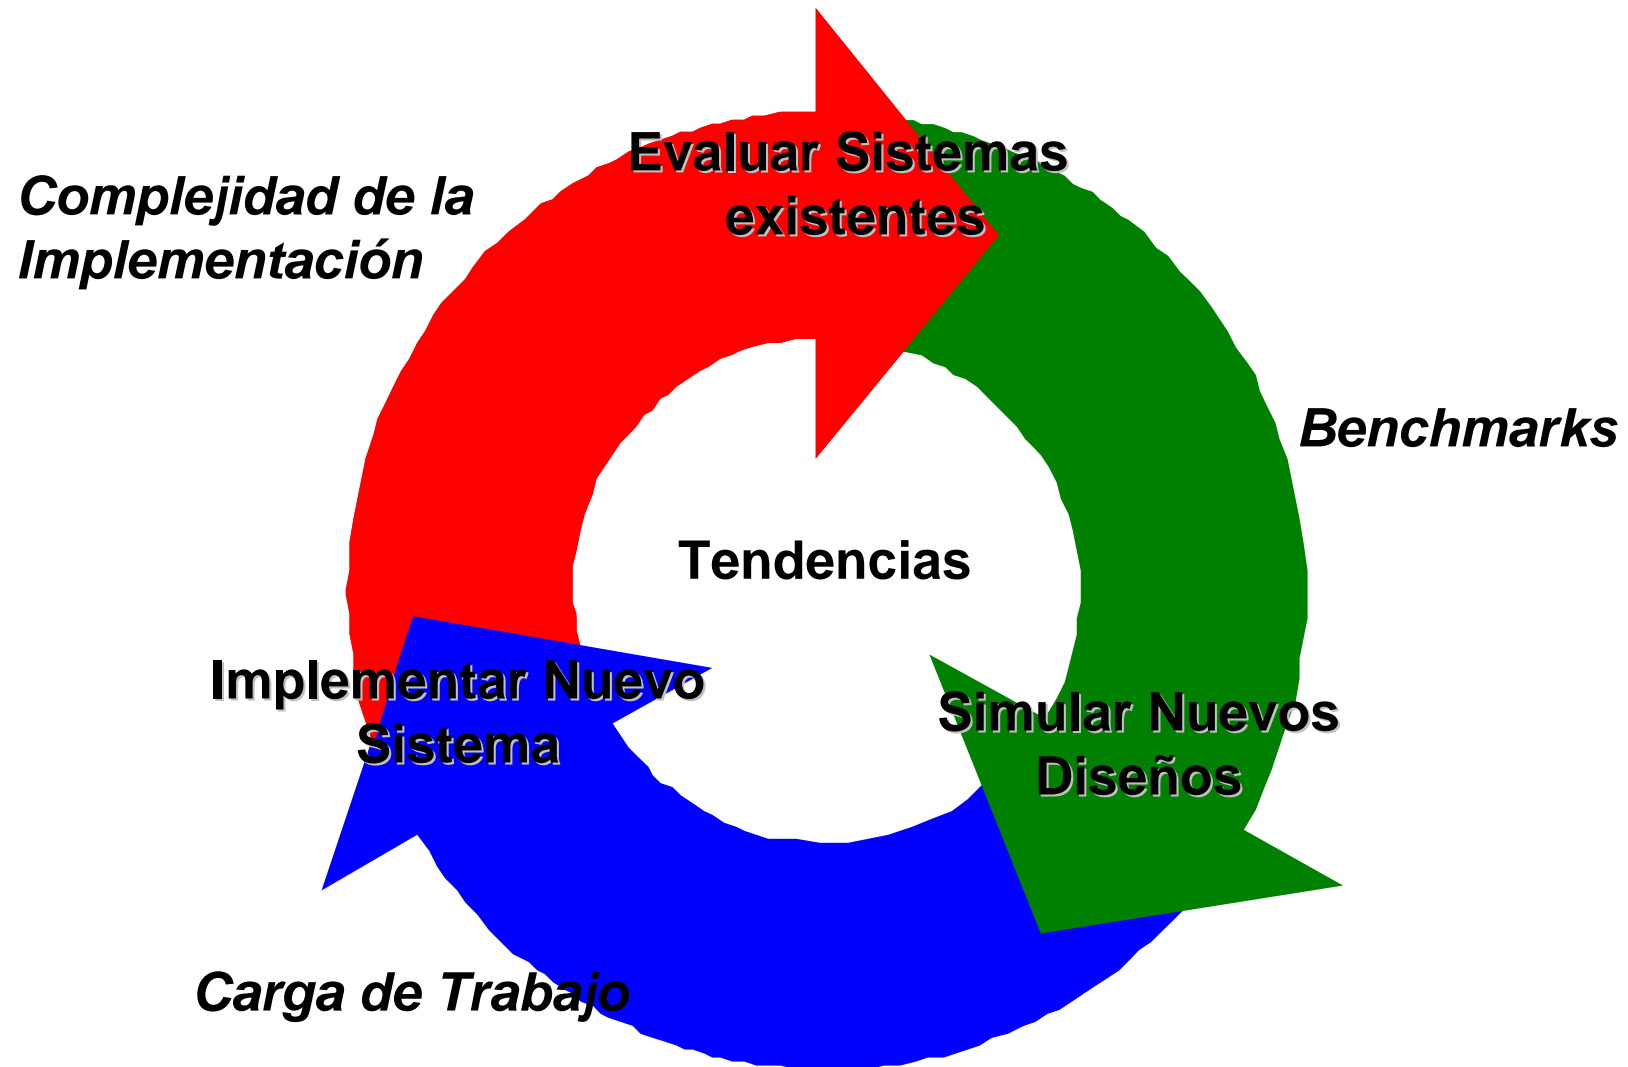 Evaluar Sistemas
existentes
Complejidad de la
Implementación
Benchmarks
Tendencias
Implementar Nuevo
Sistema
Simular Nuevos
Diseños
Carga de Trabajo